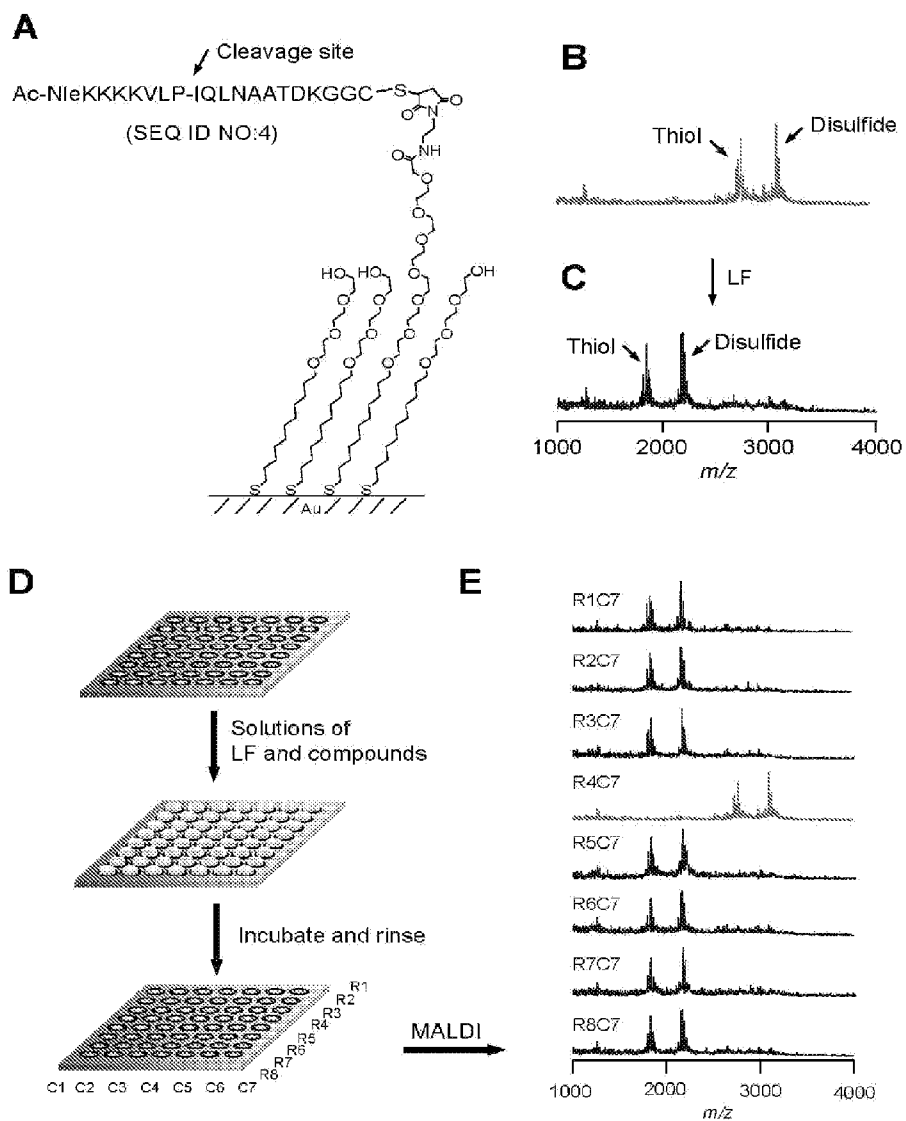 A
Cleavage site
Ac-NleKKKKVLP-IQLNAATDKGGC
S
(SEQ ID NO:4)
O
O
N
O
NH
O
O
O
O
O
HO
HO
OH
O
O
O
O
O
O
O
O
S
S
S
S
Au
B
Thiol
Disulfide
LF
C
Thiol
Disulfide
1000
2000
3000
4000
m/z
D
Solutions of
LF and compounds
Incubate and rinse
R1
R2
R3
R4
R5
R6
R7
R8
C1 C2 C3 C4 C5 C6 C7
MALDI
E
R1C7
R2C7
R3C7
R4C7
R5C7
R6C7
R7C7
R8C7
1000
2000
3000
4000
m/z